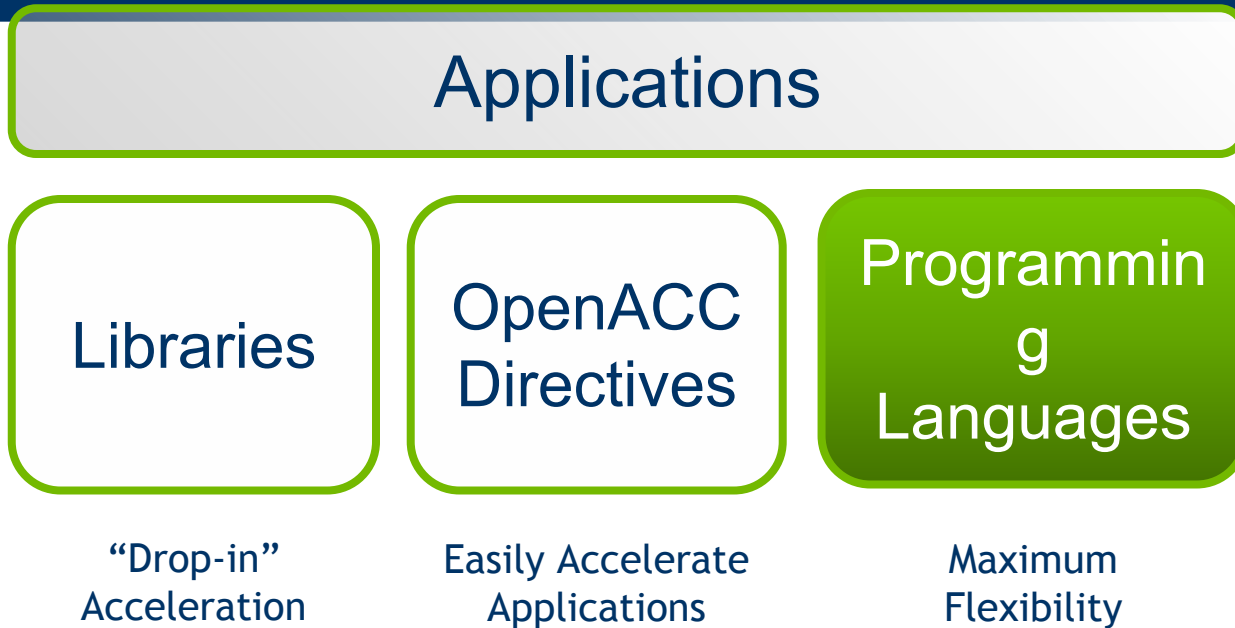 Applications
Libraries
OpenACC
Directives
Programmin
g
Languages
“Drop-in”
Acceleration
Easily Accelerate
Applications
Maximum
Flexibility